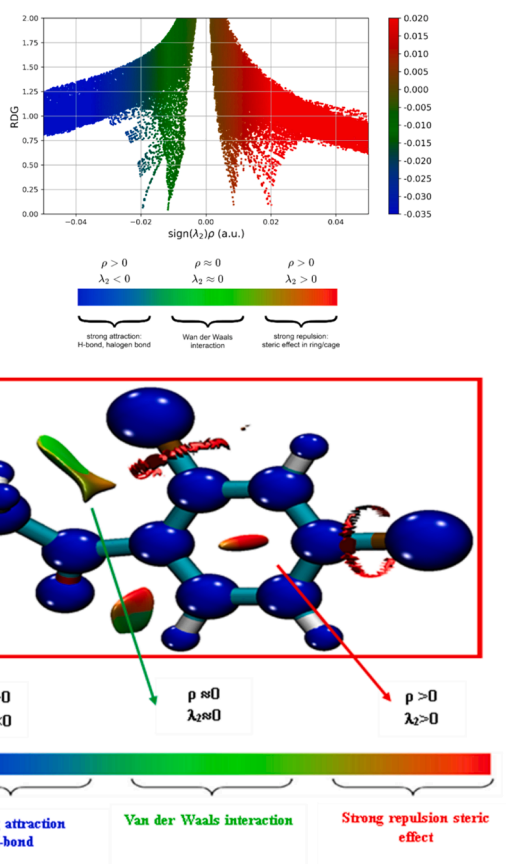 2.00
1.75
1.50
1.25
1.00
0.75
0.50
0.25
0.00
RDG
−0.04 −0.02 0.00 0.02 0.04
sign(λ₂)ρ (a.u.)
0.020
0.015
0.010
0.005
0.000
-0.005
-0.010
-0.015
-0.020
-0.025
-0.030
-0.035
ρ > 0 ρ ≈ 0 ρ > 0
λ₂ < 0 λ₂ ≈ 0 λ₂ > 0
strong attraction: Wan der Waals strong repulsion:
H-bond, halogen bond interaction steric effect in ring/cage
0 ρ ≈0 ρ >0
0 λ₂≈0 λ₂>0
attraction Van der Waals interaction Strong repulsion steric
-bond effect